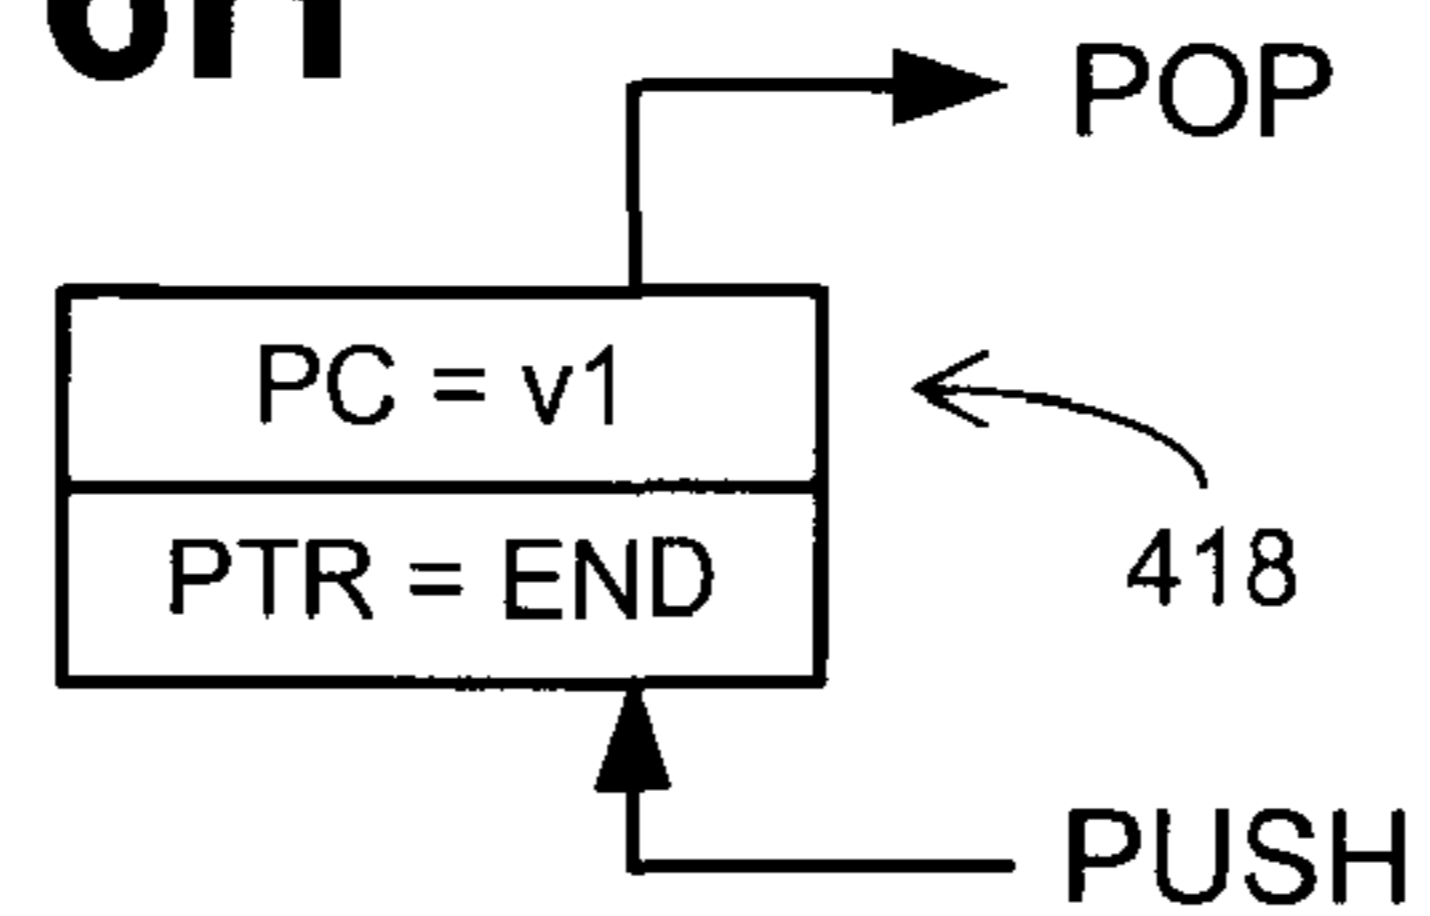 POP
PC = v1
PTR = END
418
PUSH